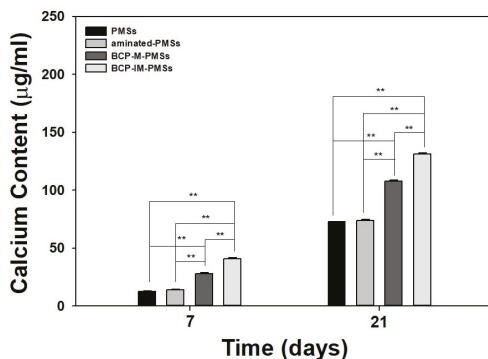 250
200
150
100
50
0
Calcium Content (μg/ml)
PMSs
aminated-PMSs
BCP-M-PMSs
BCP-IM-PMSs
**
**
** **
**
**
**
** **
**
7 21
Time (days)